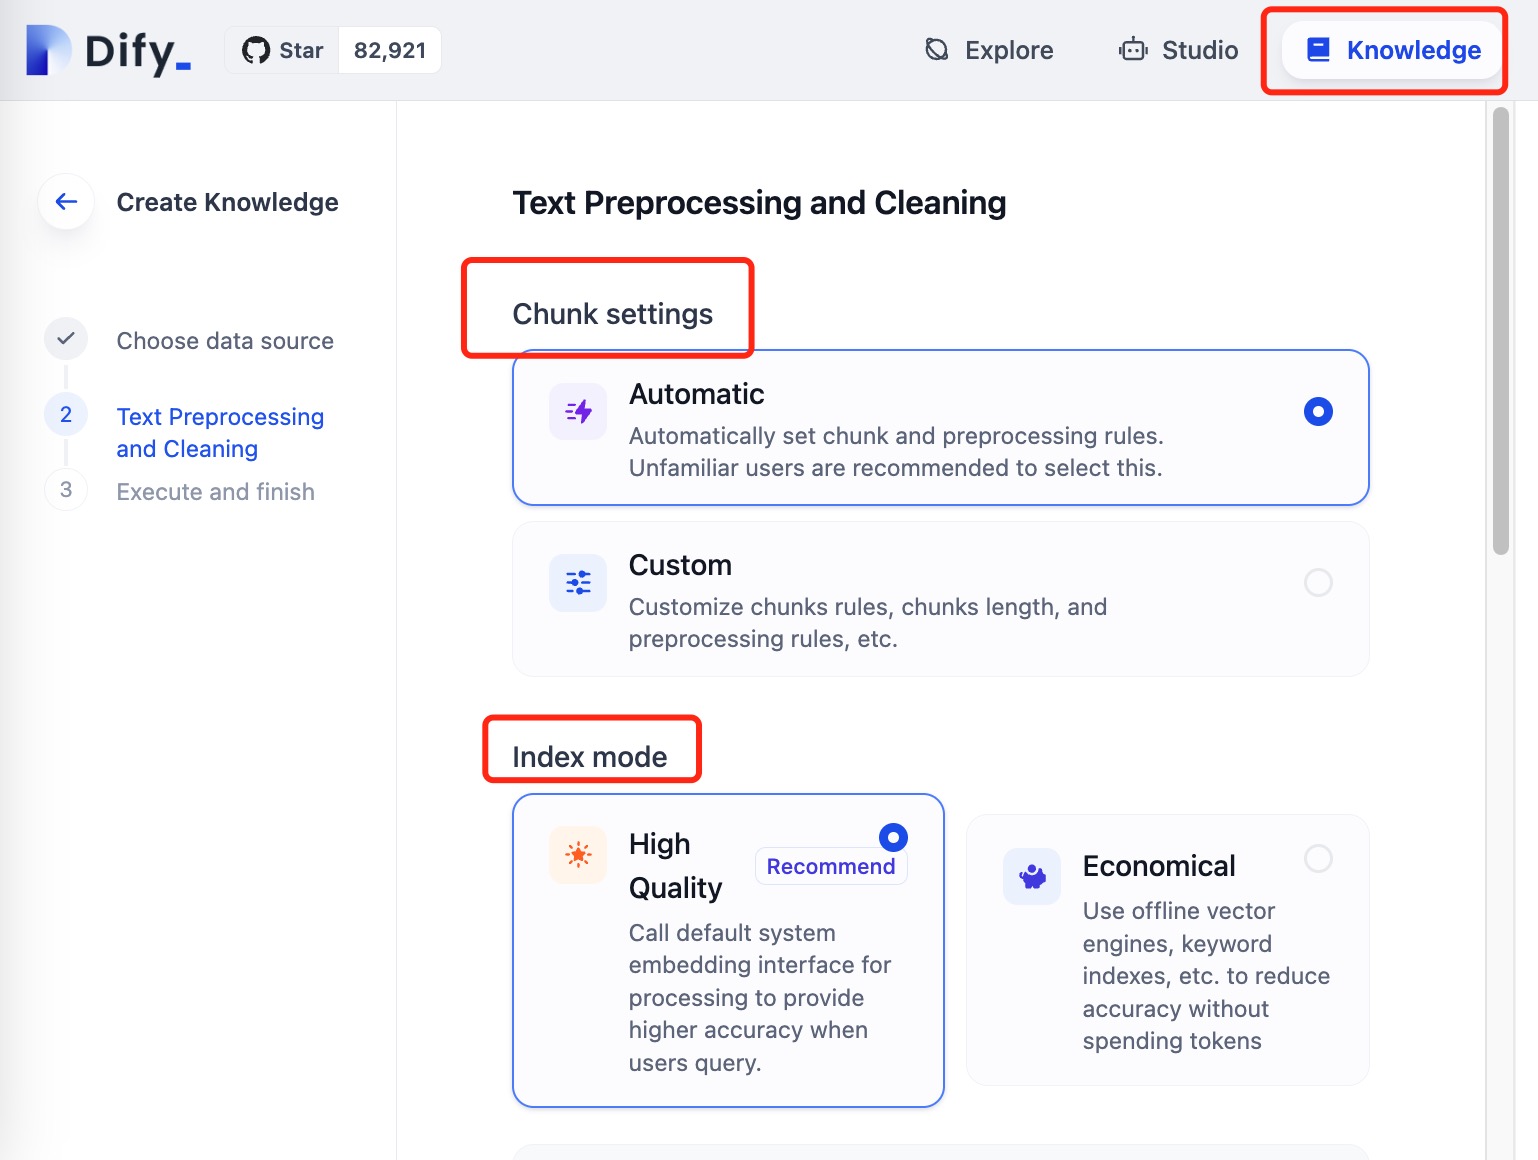 Dify_
Star
82,921
Explore
Studio
Knowledge
Create Knowledge
Choose data source
2
Text Preprocessing
and Cleaning
3
Execute and finish
Text Preprocessing and Cleaning
Chunk settings
Automatic
Automatically set chunk and preprocessing rules.
Unfamiliar users are recommended to select this.
Custom
Customize chunks rules, chunks length, and
preprocessing rules, etc.
Index mode
High
Quality
Recommend
Call default system
embedding interface for
processing to provide
higher accuracy when
users query.
Economical
Use offline vector
engines, keyword
indexes, etc. to reduce
accuracy without
spending tokens